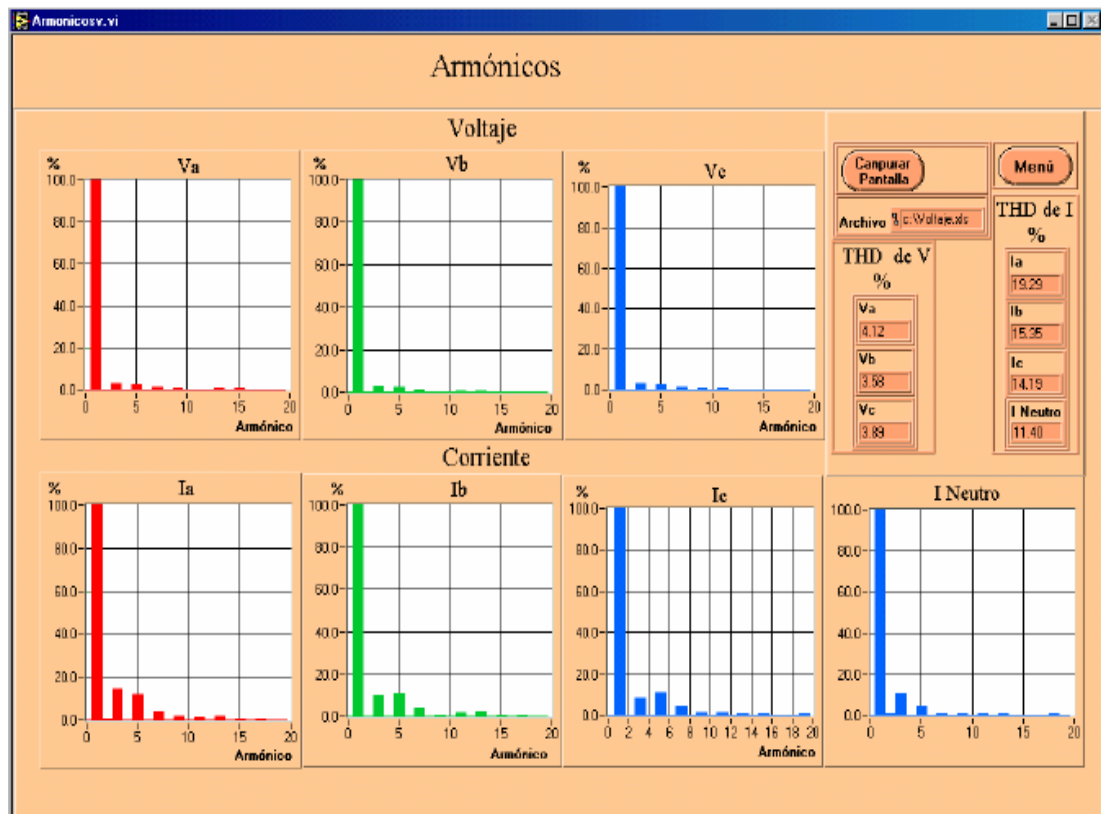 Armonicosv.vi
Armónicos
Voltaje
%
Va
100.0
80.0
60.0
40.0
20.0
0.0
0 5 10 15 20
Armónico
%
Vb
100.0
80.0
60.0
40.0
20.0
0.0
0 5 10 15 20
Armónico
%
Vc
100.0
80.0
60.0
40.0
20.0
0.0
0 5 10 15 20
Armónico
Canpurar
Pantalla
Menú
Archivo % c:\Voltaje.xls
THD de V
%
Va
4.12
Vb
3.58
Vc
3.89
THD de I
%
Ia
19.29
Ib
15.35
Ic
14.19
I Neutro
11.40
Corriente
%
Ia
100.0
80.0
60.0
40.0
20.0
0.0
0 5 10 15 20
Armónico
%
Ib
100.0
80.0
60.0
40.0
20.0
0.0
0 5 10 15 20
Armónico
%
Ic
100.0
80.0
60.0
40.0
20.0
0.0
0 2 4 6 8 10 12 14 16 18 20
Armónico
I Neutro
100.0
80.0
60.0
40.0
20.0
0.0
0 5 10 15 20